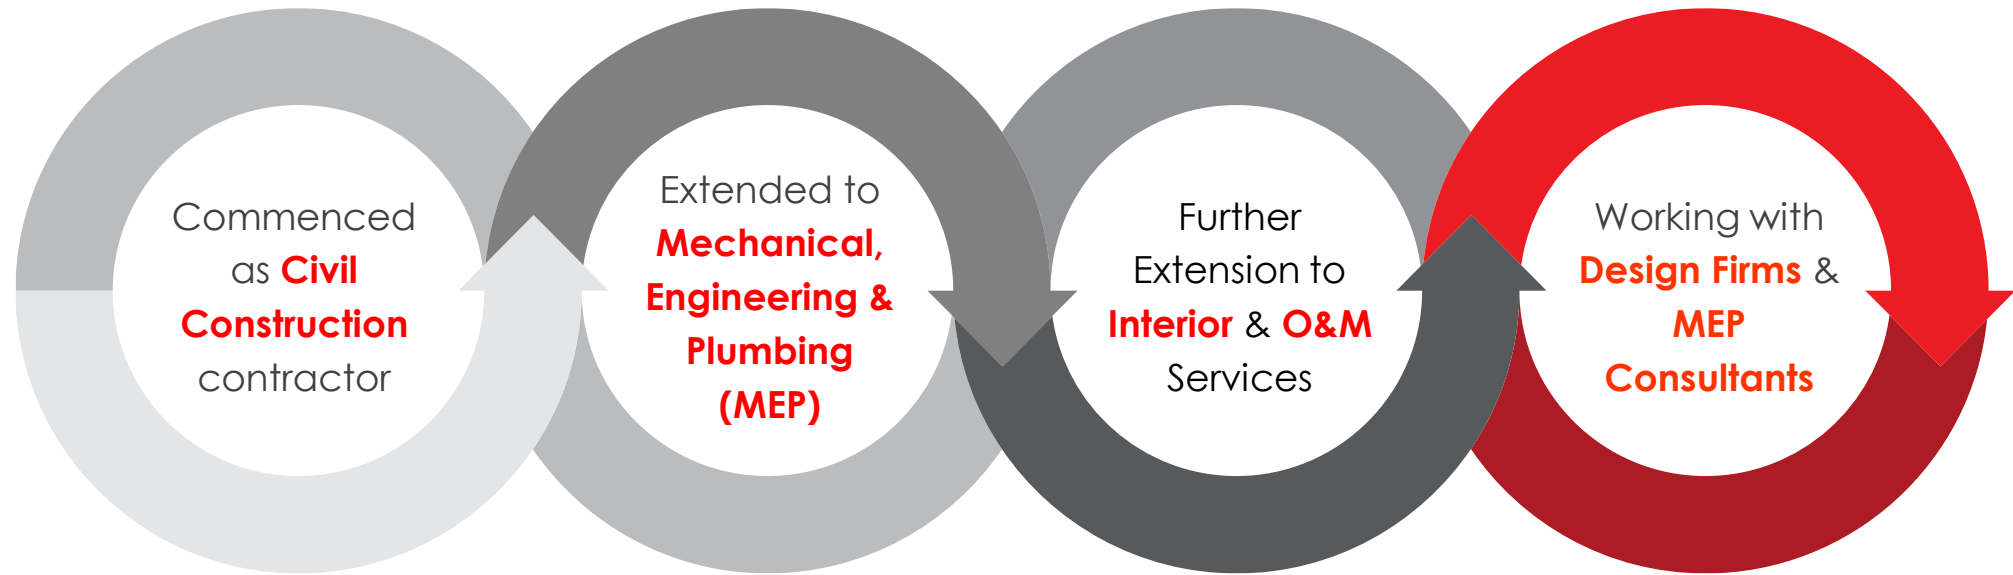 Commenced
as Civil
Construction
contractor
Extended to
Mechanical,
Engineering &
Plumbing
(MEP)
Further
Extension to
Interior & O&M
Services
Working with
Design Firms &
MEP
Consultants